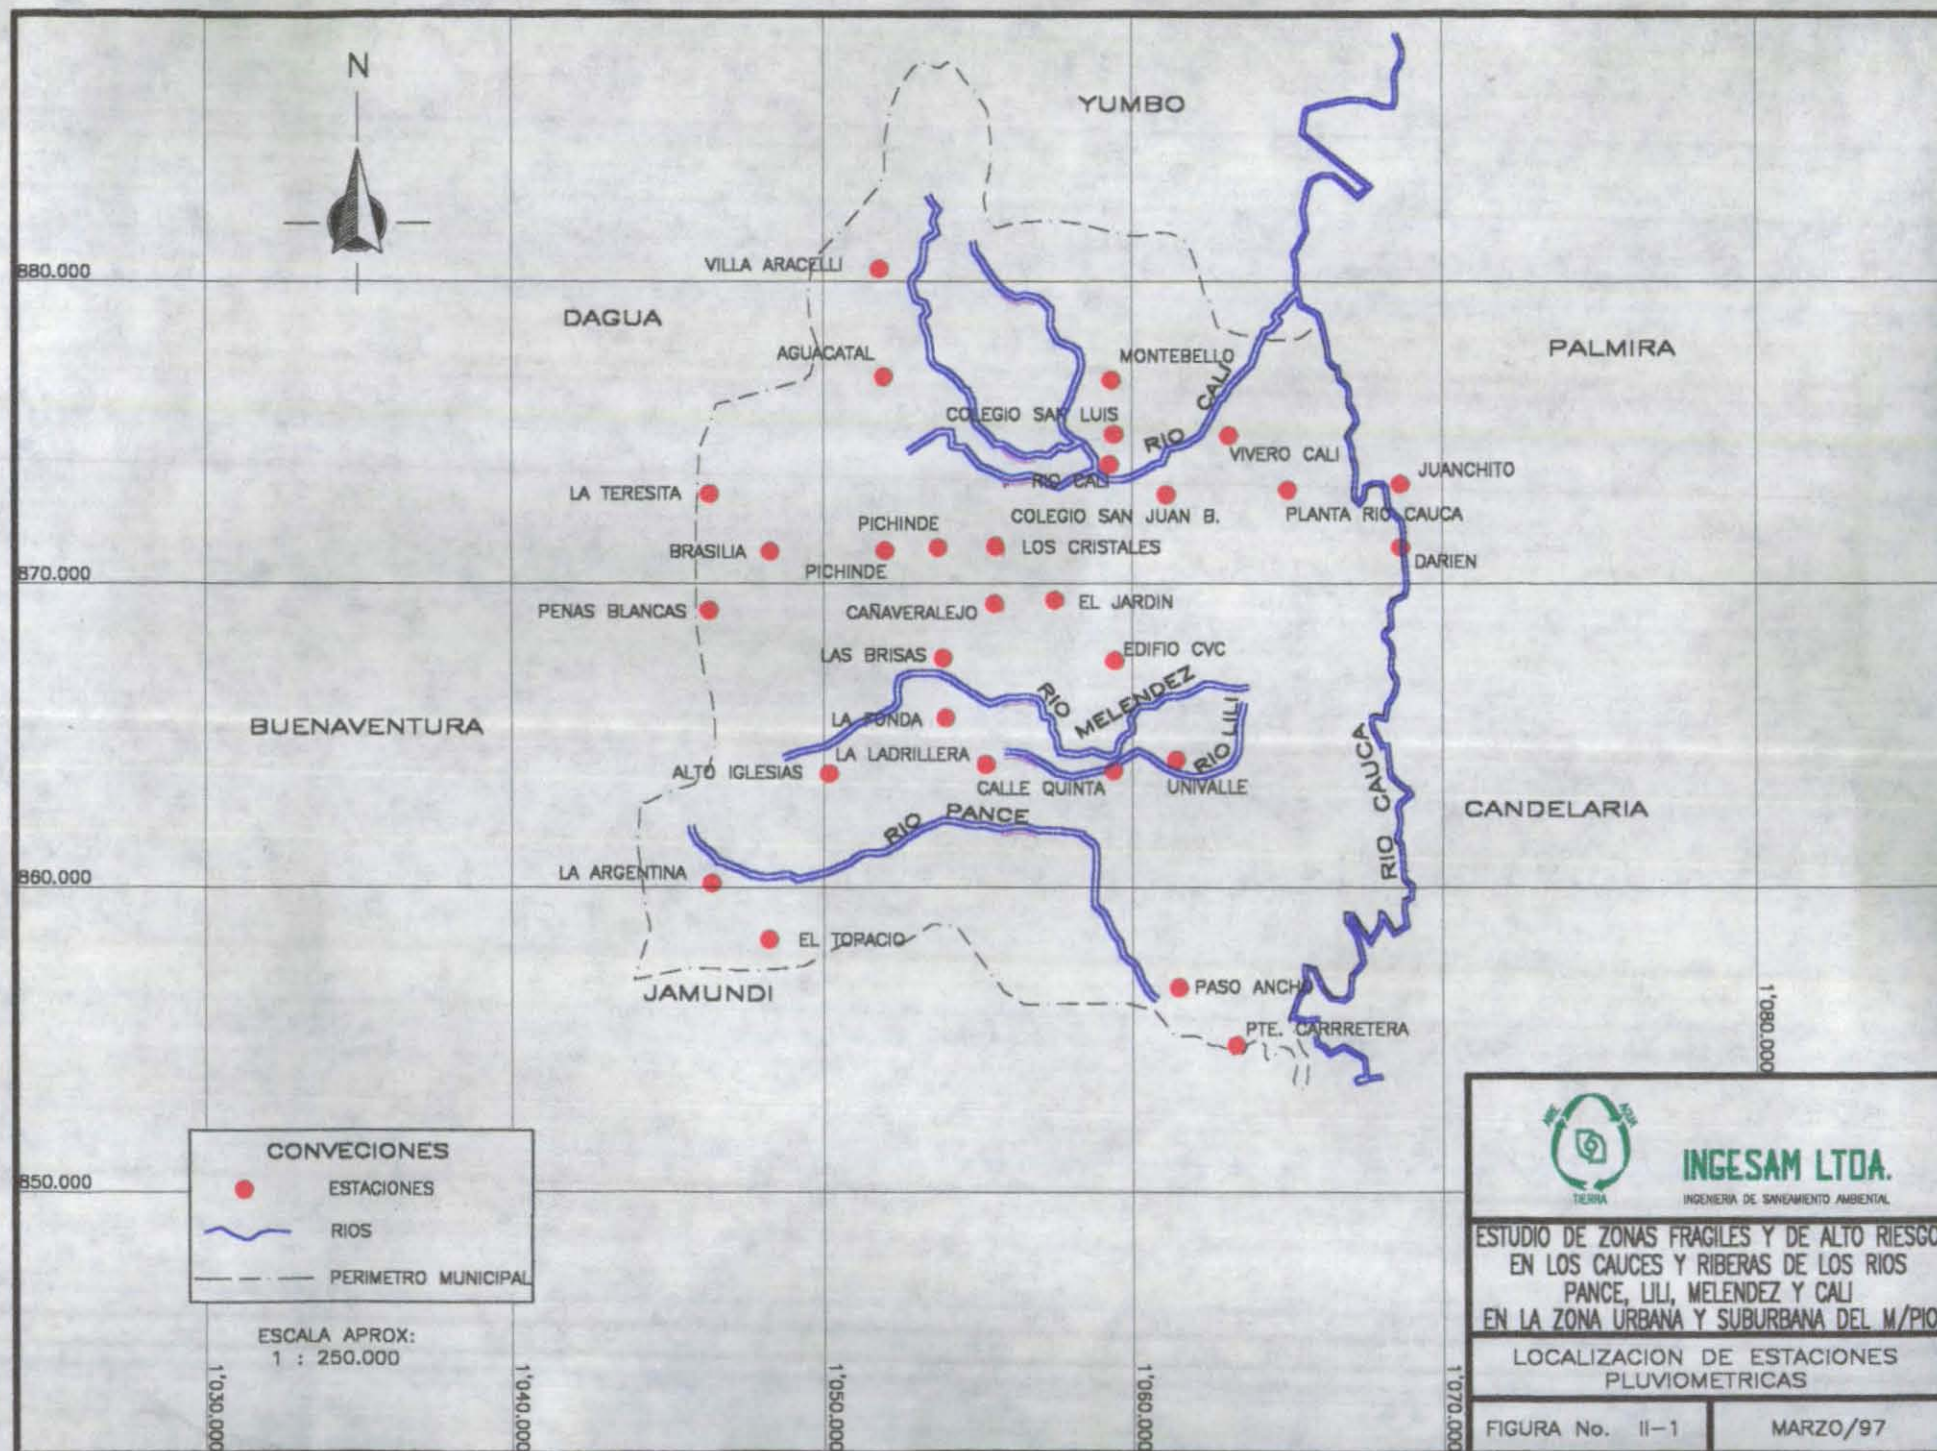 N
YUMBO
880.000
VILLA ARACELLI
DAGUA
PALMIRA
AGUACATAL
MONTEBELLO
RIO CALI
COLEGIO SAN LUIS
VIVERO CALI
JUANCHITO
LA TERESITA
RIO CALI
COLEGIO SAN JUAN B.
PLANTA RIO CAUCA
PICHINDE
BRASILIA
LOS CRISTALES
DARIEN
PICHINDE
870.000
PENAS BLANCAS
CAÑAVERALEJO
EL JARDIN
LAS BRISAS
EDIFIO CVC
RIO MELENDEZ
BUENAVENTURA
LA FONDA
RIO LILI
LA LADRILLERA
ALTO IGLESIAS
CALLE QUINTA
UNIVALLE
RIO CAUCA
CANDELARIA
RIO PANCE
LA ARGENTINA
860.000
EL TOPACIO
JAMUNDI
PASO ANCHO
PTE. CARRRETERA
1'080.000
CONVECIONES
ESTACIONES
850.000
RIOS
PERIMETRO MUNICIPAL
ESCALA APROX:
1 : 250.000
1'030.000
1'040.000
1'050.000
1'060.000
1'070.000
AIRE
AGUA
TIERRA
INGESAM LTDA.
INGENIERIA DE SANEAMIENTO AMBIENTAL
ESTUDIO DE ZONAS FRAGILES Y DE ALTO RIESGO
EN LOS CAUCES Y RIBERAS DE LOS RIOS
PANCE, LILI, MELENDEZ Y CALI
EN LA ZONA URBANA Y SUBURBANA DEL M/PIO
LOCALIZACION DE ESTACIONES
PLUVIOMETRICAS
FIGURA No. II-1
MARZO/97